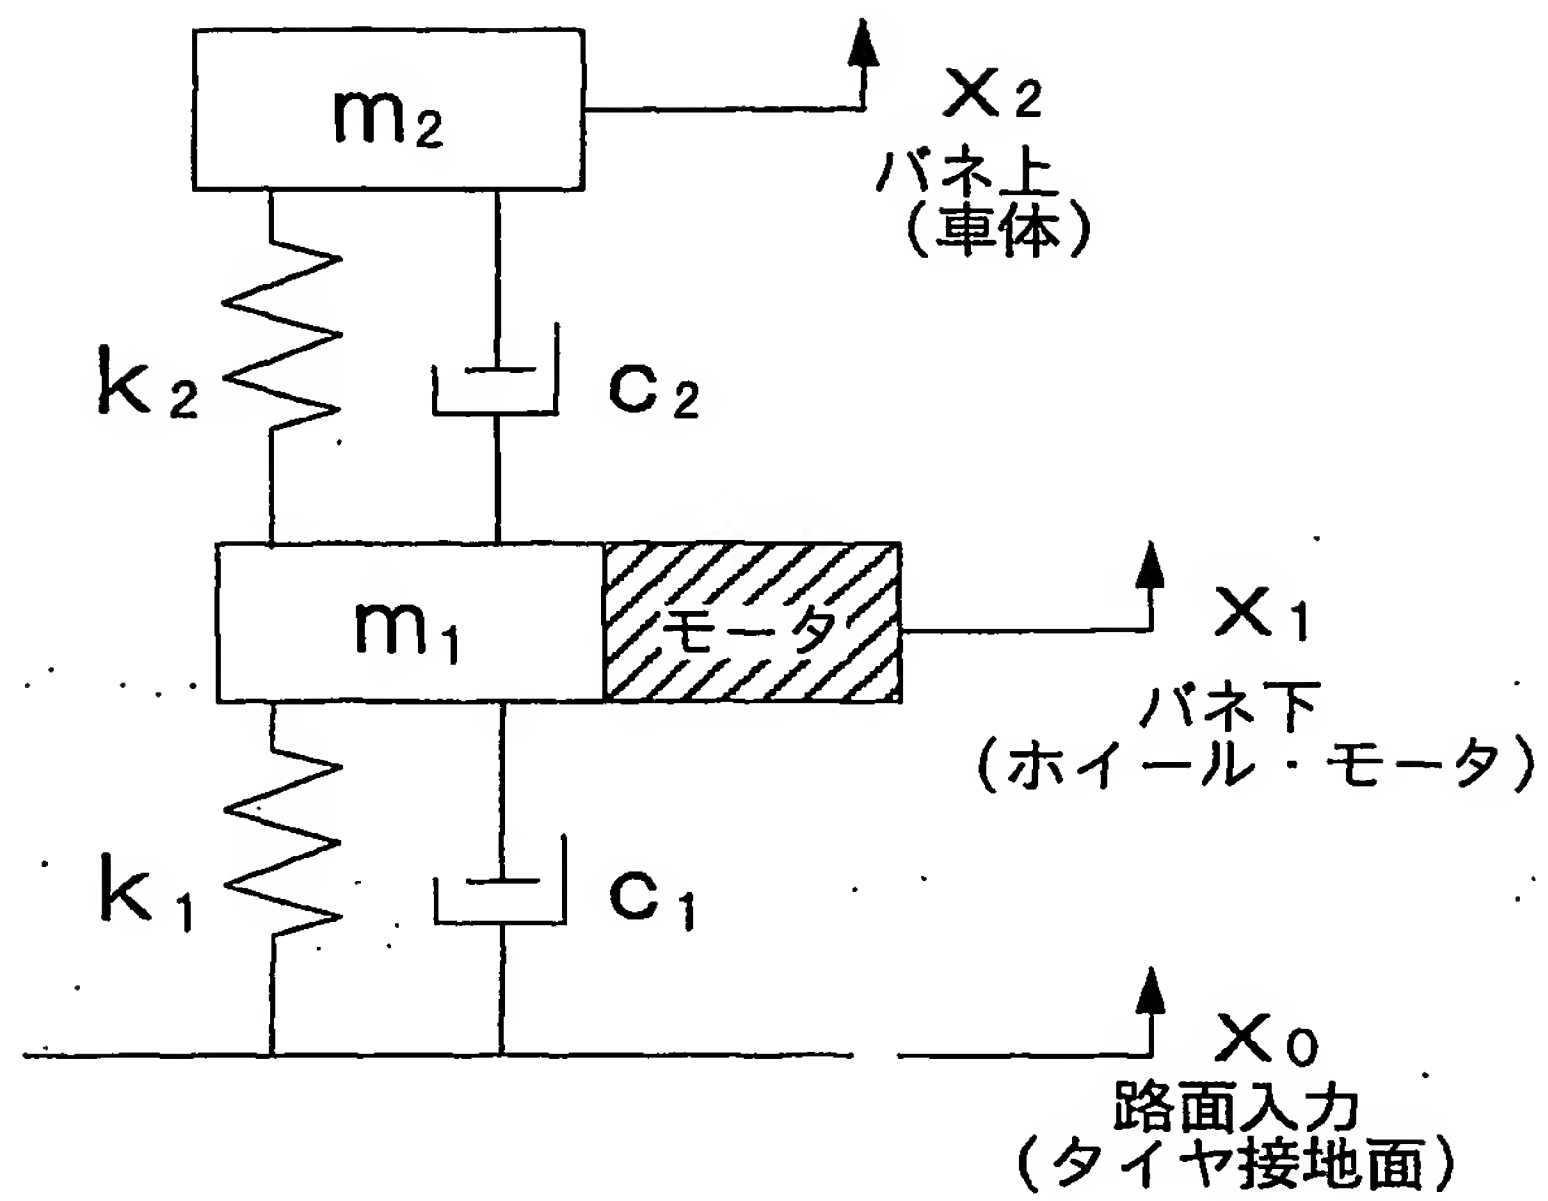 m2
x2
バネ上
(車体)
k2
c2
m1
モータ
x1
バネ下
(ホイール・モータ)
k1
c1
x0
路面入力
(タイヤ接地面)